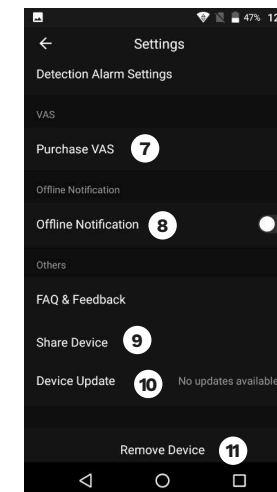 47% 12
Settings
Detection Alarm Settings
VAS
Purchase VAS 7
Offline Notification
Offline Notification 8
Others
FAQ & Feedback
Share Device 9
Device Update 10 No updates available
Remove Device 11